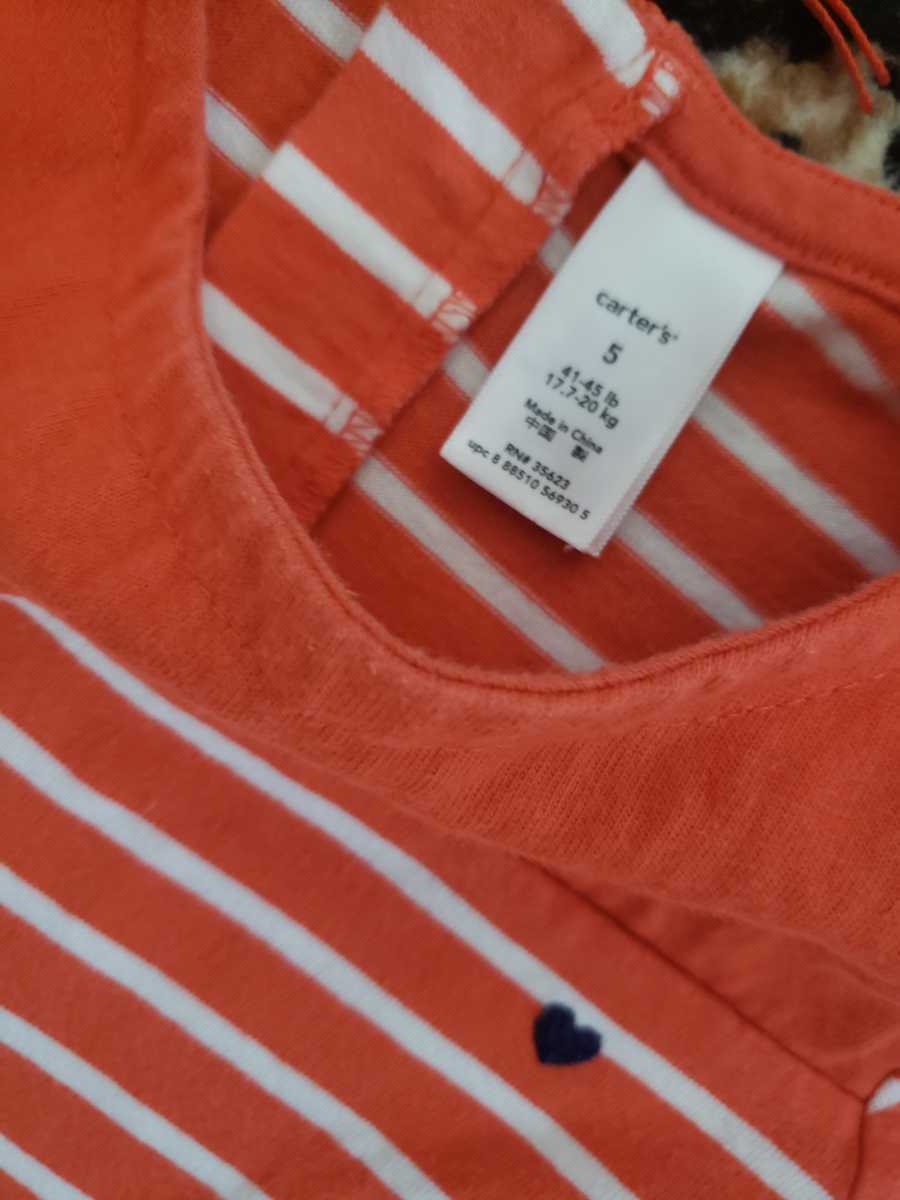 carter's®
5
41-45 lb
17.7-20 kg
Made in China
中国 製
RN# 35623
upc 8 88510 56930 5